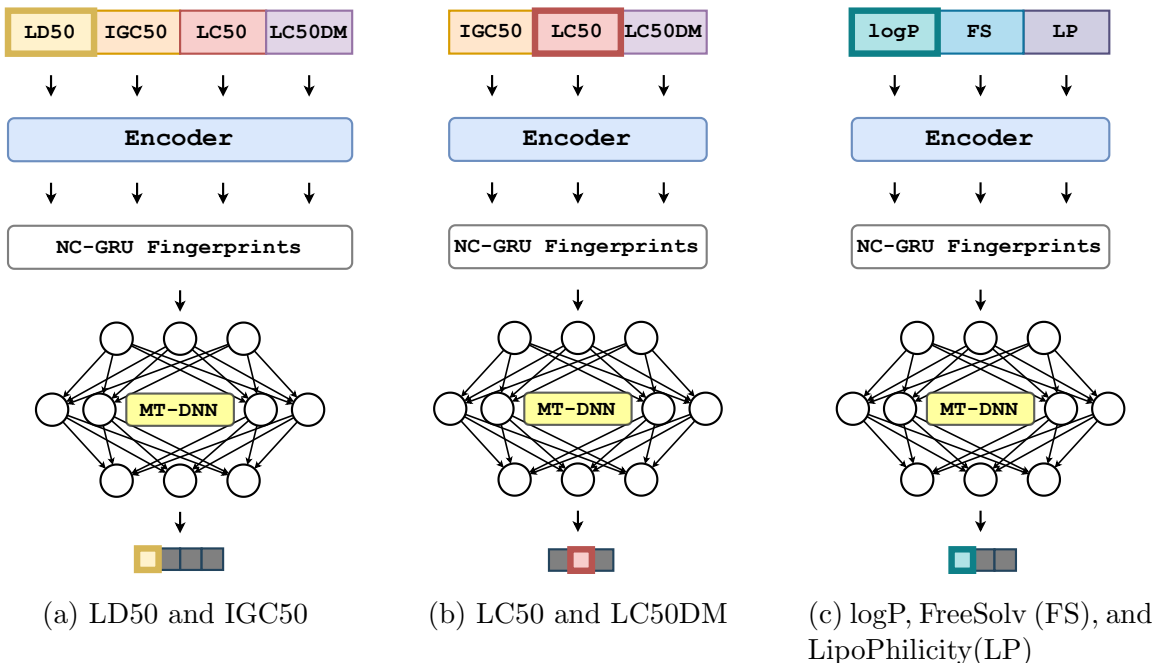 LD50 IGC50 LC50 LC50DM
Encoder
NC-GRU Fingerprints
MT-DNN
(a) LD50 and IGC50
IGC50 LC50 LC50DM
Encoder
NC-GRU Fingerprints
MT-DNN
(b) LC50 and LC50DM
logP FS LP
Encoder
NC-GRU Fingerprints
MT-DNN
(c) logP, FreeSolv (FS), and
LipoPhilicity(LP)